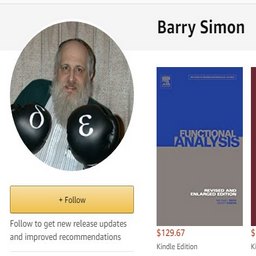 Barry Simon
δ ε
FUNCTIONAL
ANALYSIS
REVISED AND
ENLARGED EDITION
+ Follow
Follow to get new release updates
and improved recommendations
$129.67
Kindle Edition
$
Ki